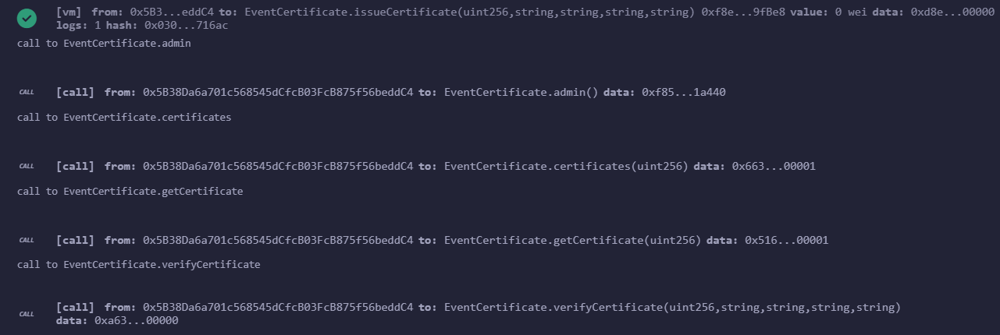 [vm] from: 0x5B3...eddC4 to: EventCertificate.issueCertificate(uint256,string,string,string,string) 0xf8e...9fBe8 value: 0 wei data: 0xd8e...00000
logs: 1 hash: 0x030...716ac
call to EventCertificate.admin
CALL [call] from: 0x5B38Da6a701c568545dCfcB03FcB875f56beddC4 to: EventCertificate.admin() data: 0xf85...1a440
call to EventCertificate.certificates
CALL [call] from: 0x5B38Da6a701c568545dCfcB03FcB875f56beddC4 to: EventCertificate.certificates(uint256) data: 0x663...00001
call to EventCertificate.getCertificate
CALL [call] from: 0x5B38Da6a701c568545dCfcB03FcB875f56beddC4 to: EventCertificate.getCertificate(uint256) data: 0x516...00001
call to EventCertificate.verifyCertificate
CALL [call] from: 0x5B38Da6a701c568545dCfcB03FcB875f56beddC4 to: EventCertificate.verifyCertificate(uint256,string,string,string,string)
data: 0xa63...00000